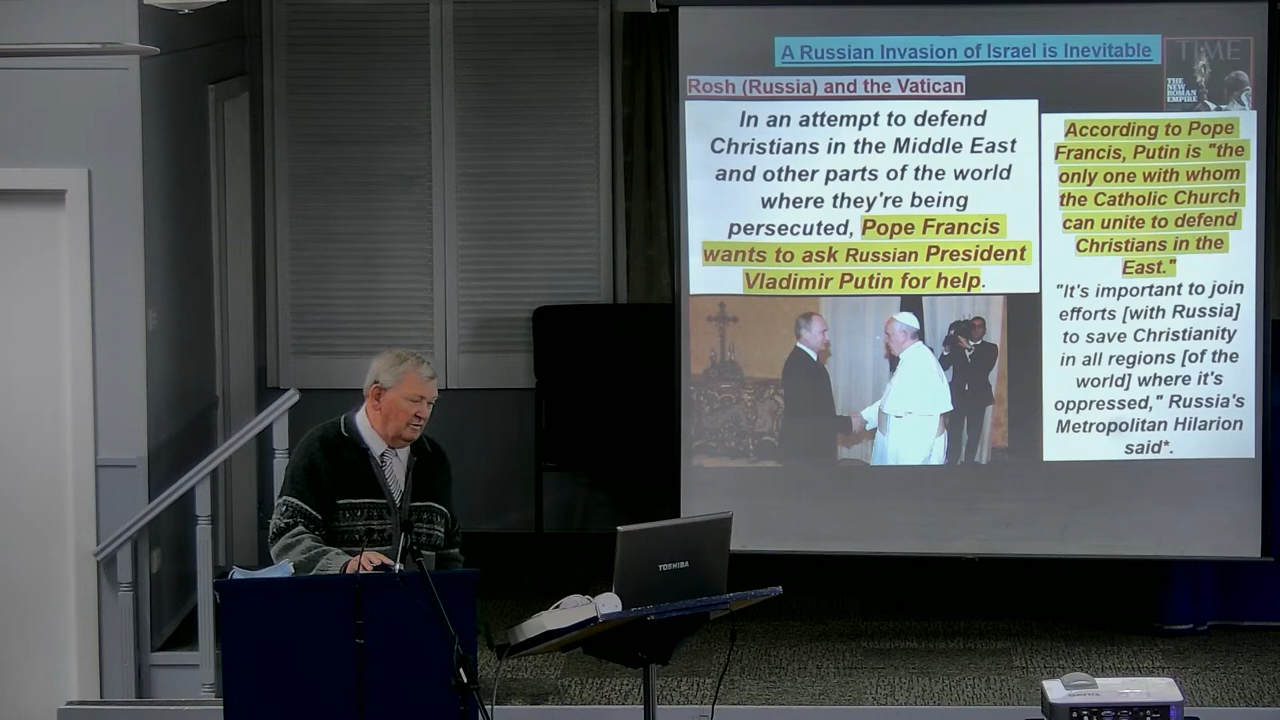 A Russian Invasion of Israel is Inevitable
TIME
THE
NEW
ROMAN
EMPIRE
Rosh (Russia) and the Vatican
In an attempt to defend
Christians in the Middle East
and other parts of the world
where they're being
persecuted, Pope Francis
wants to ask Russian President
Vladimir Putin for help.
According to Pope
Francis, Putin is "the
only one with whom
the Catholic Church
can unite to defend
Christians in the
East."
"It's important to join
efforts [with Russia]
to save Christianity
in all regions [of the
world] where it's
oppressed," Russia's
Metropolitan Hilarion
said*.
TOSHIBA